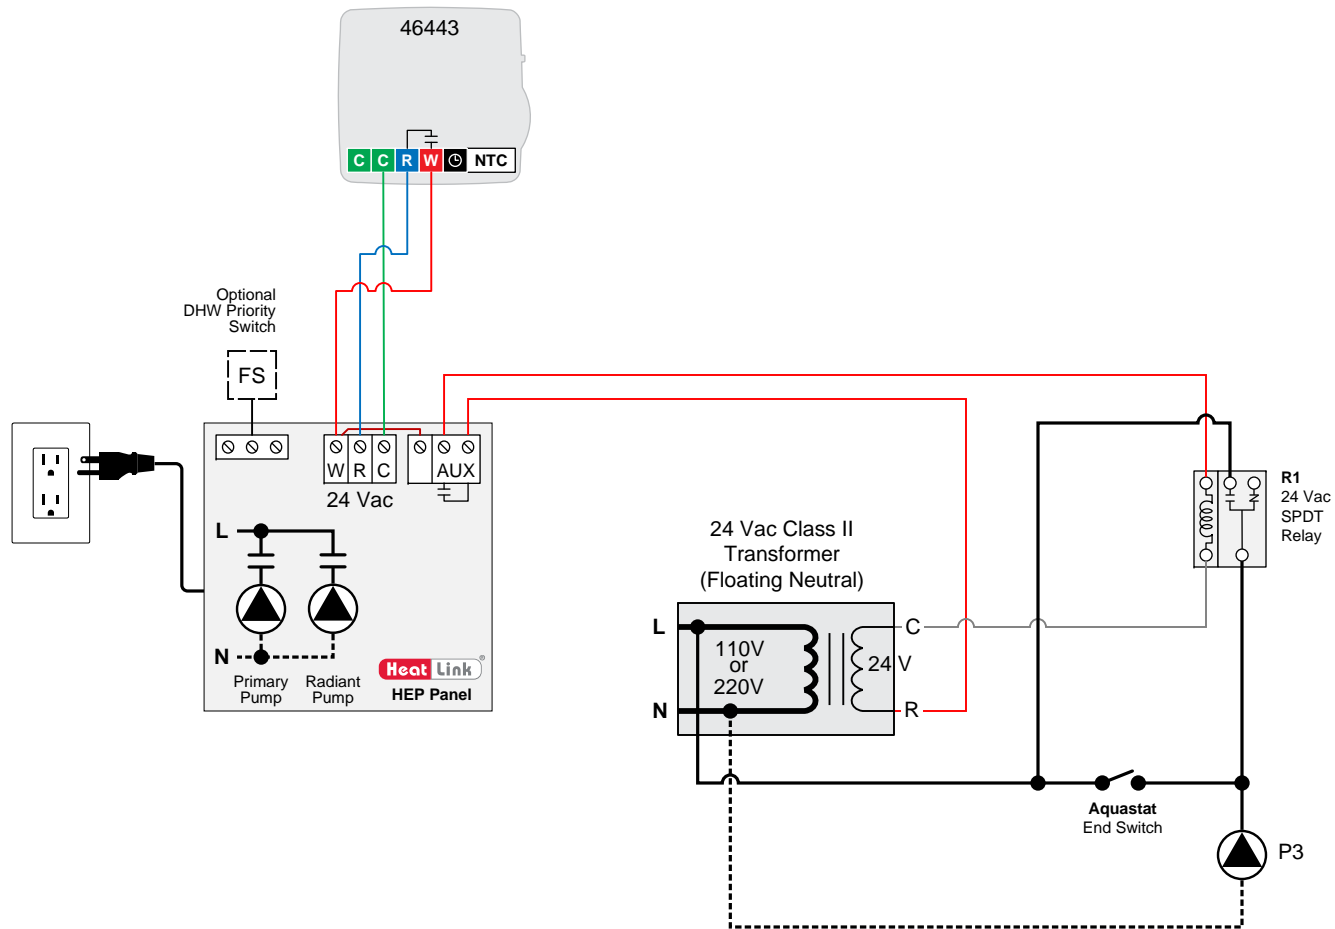 46443
C C R W NTC
Optional
DHW Priority
Switch
FS
W R C
AUX
24 Vac
L
N
Primary
Pump
Radiant
Pump
Heat Link®
HEP Panel
24 Vac Class II
Transformer
(Floating Neutral)
L
N
110V
or
220V
24 V
C
R
R1
24 Vac
SPDT
Relay
Aquastat
End Switch
P3